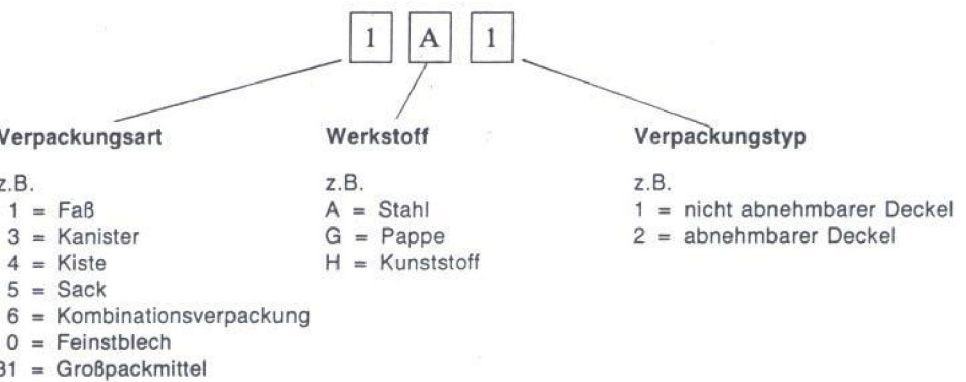 1 A 1
Verpackungsart Werkstoff Verpackungstyp
z.B. z.B. z.B.
1 = Faß A = Stahl 1 = nicht abnehmbarer Deckel
3 = Kanister G = Pappe 2 = abnehmbarer Deckel
4 = Kiste H = Kunststoff
5 = Sack
6 = Kombinationsverpackung
0 = Feinstblech
31 = Großpackmittel